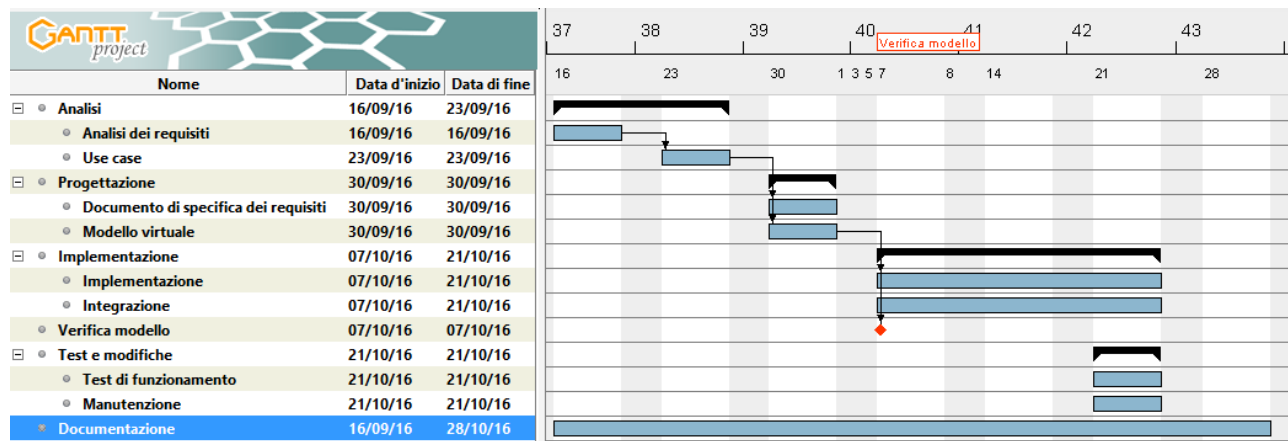 GANTT
project
37 38 39 40 41 42 43
Verifica modello
16 23 30 1 3 5 7 8 14 21 28
Nome Data d'inizio Data di fine
Analisi 16/09/16 23/09/16
Analisi dei requisiti 16/09/16 16/09/16
Use case 23/09/16 23/09/16
Progettazione 30/09/16 30/09/16
Documento di specifica dei requisiti 30/09/16 30/09/16
Modello virtuale 30/09/16 30/09/16
Implementazione 07/10/16 21/10/16
Implementazione 07/10/16 21/10/16
Integrazione 07/10/16 21/10/16
Verifica modello 07/10/16 07/10/16
Test e modifiche 21/10/16 21/10/16
Test di funzionamento 21/10/16 21/10/16
Manutenzione 21/10/16 21/10/16
Documentazione 16/09/16 28/10/16